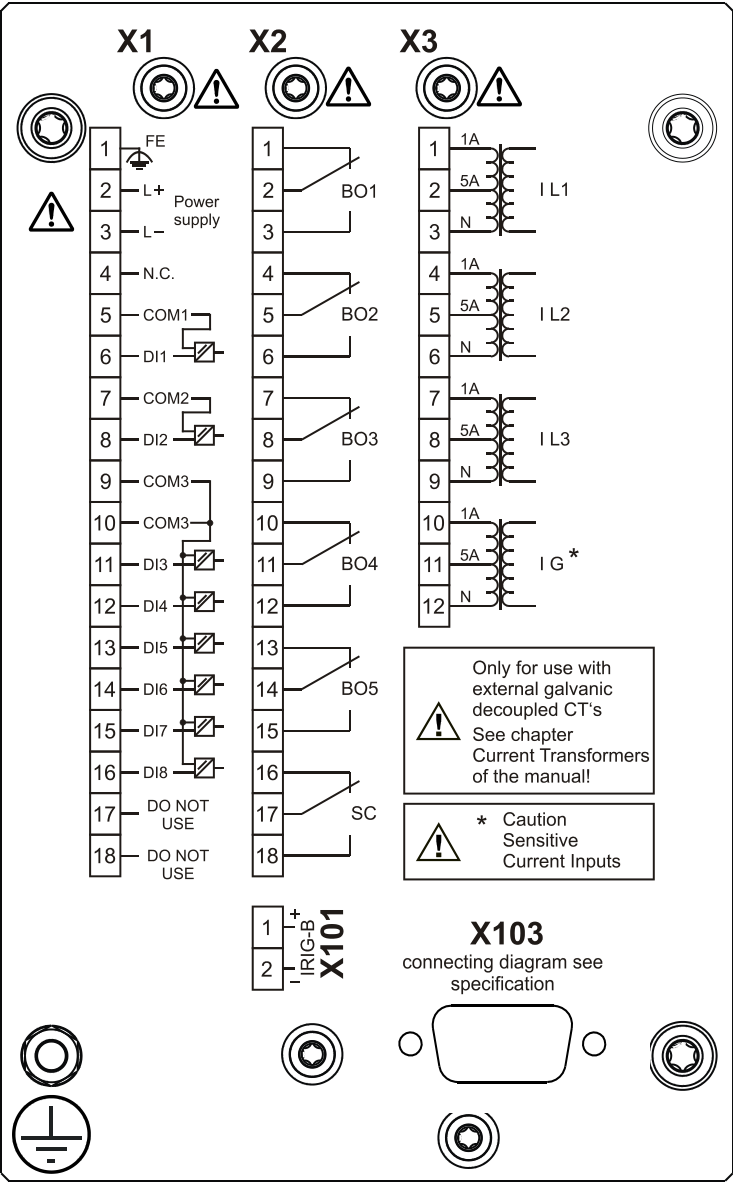 X1
1 FE
2 L+
Power
supply
3 L−
4 N.C.
5 COM1
6 DI1
7 COM2
8 DI2
9 COM3
10 COM3
11 DI3
12 DI4
13 DI5
14 DI6
15 DI7
16 DI8
17 DO NOT
USE
18 DO NOT
USE
X2
1
2 BO1
3
4
5 BO2
6
7
8 BO3
9
10
11 BO4
12
13
14 BO5
15
16
17 SC
18
X3
1 1A
2 5A I L1
3 N
4 1A
5 5A I L2
6 N
7 1A
8 5A I L3
9 N
10 1A
11 5A I G*
12 N
Only for use with
external galvanic
decoupled CT‘s
See chapter
Current Transformers
of the manual!
* Caution
Sensitive
Current Inputs
1 +
2 −
IRIG-B
X101
X103
connecting diagram see
specification